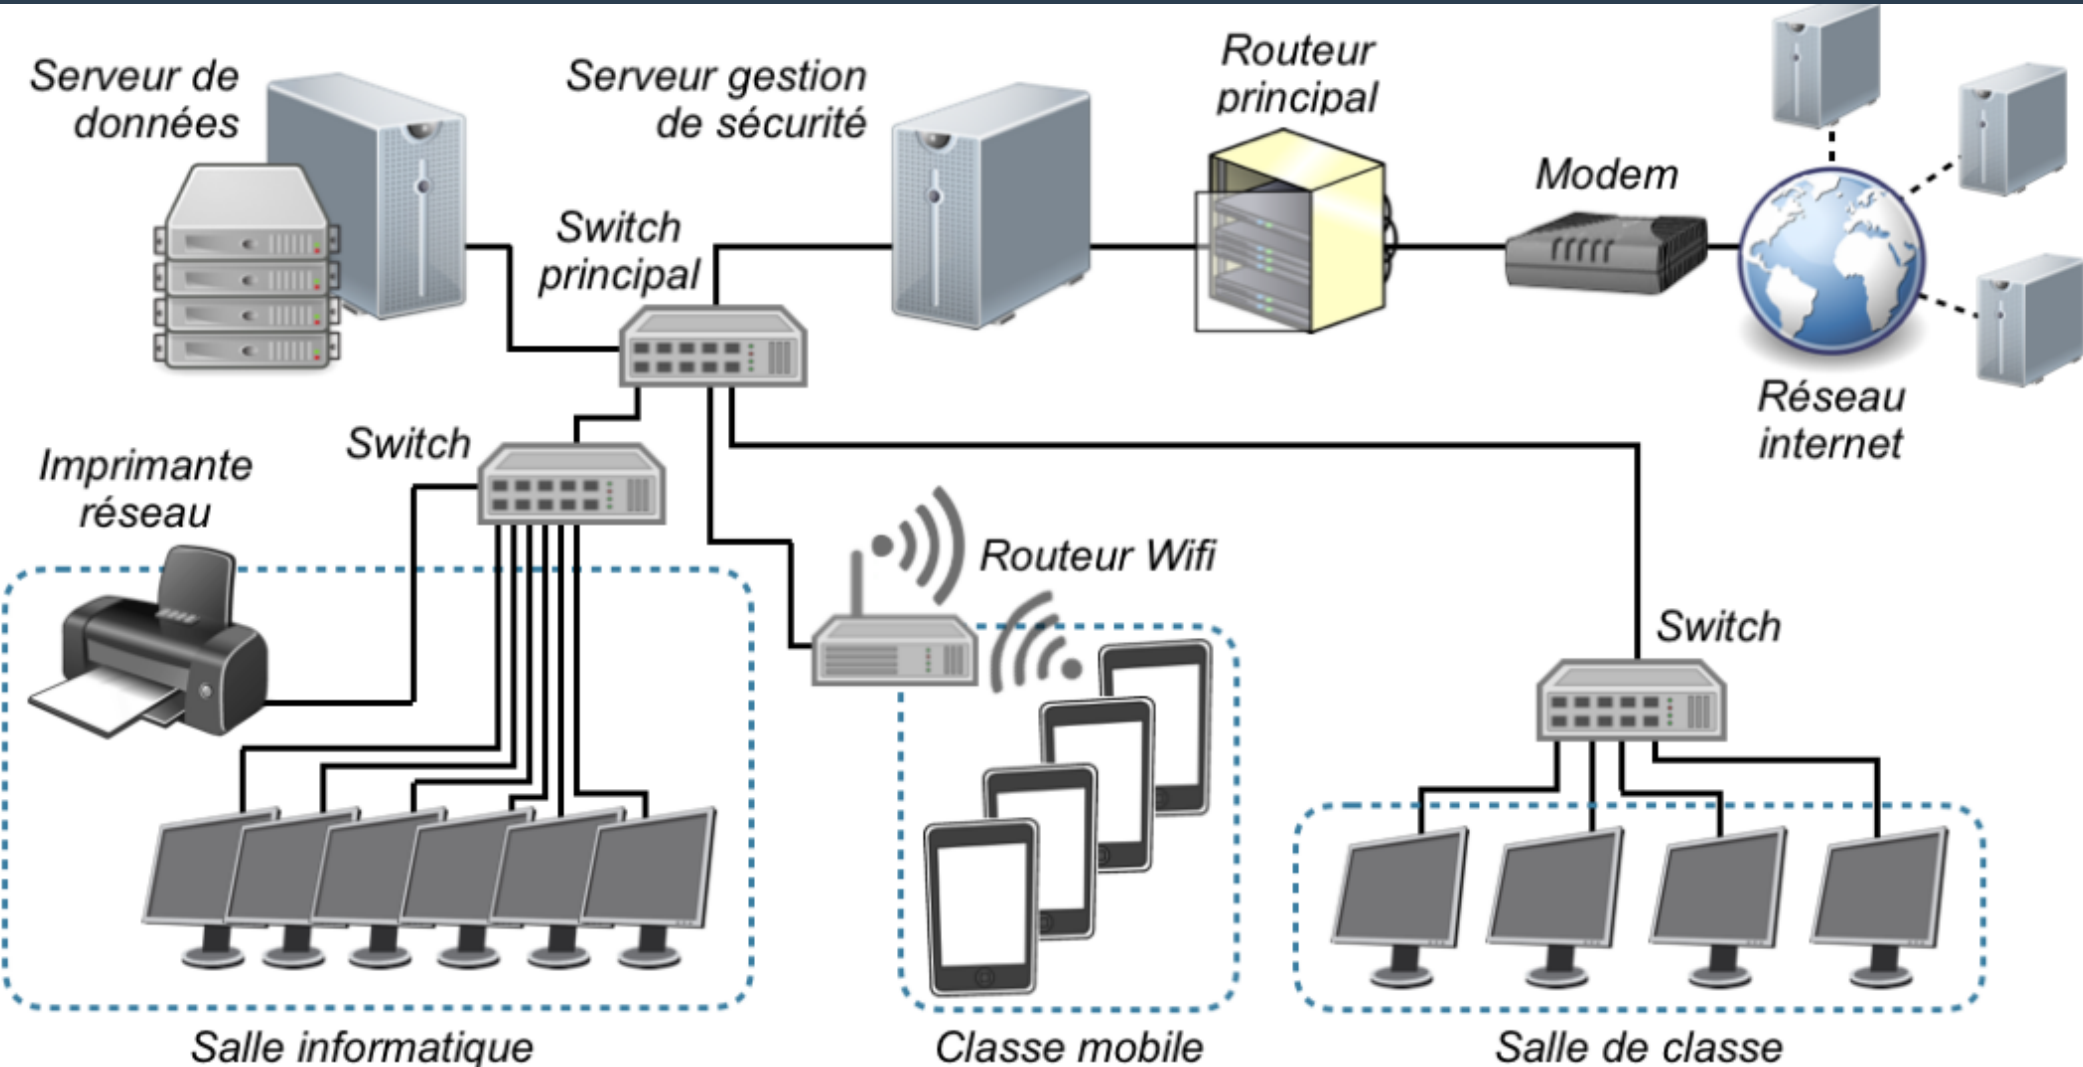 Serveur de
données
Serveur gestion
de sécurité
Routeur
principal
Modem
Switch
principal
Réseau
internet
Switch
Imprimante
réseau
Routeur Wifi
Switch
Salle informatique
Classe mobile
Salle de classe